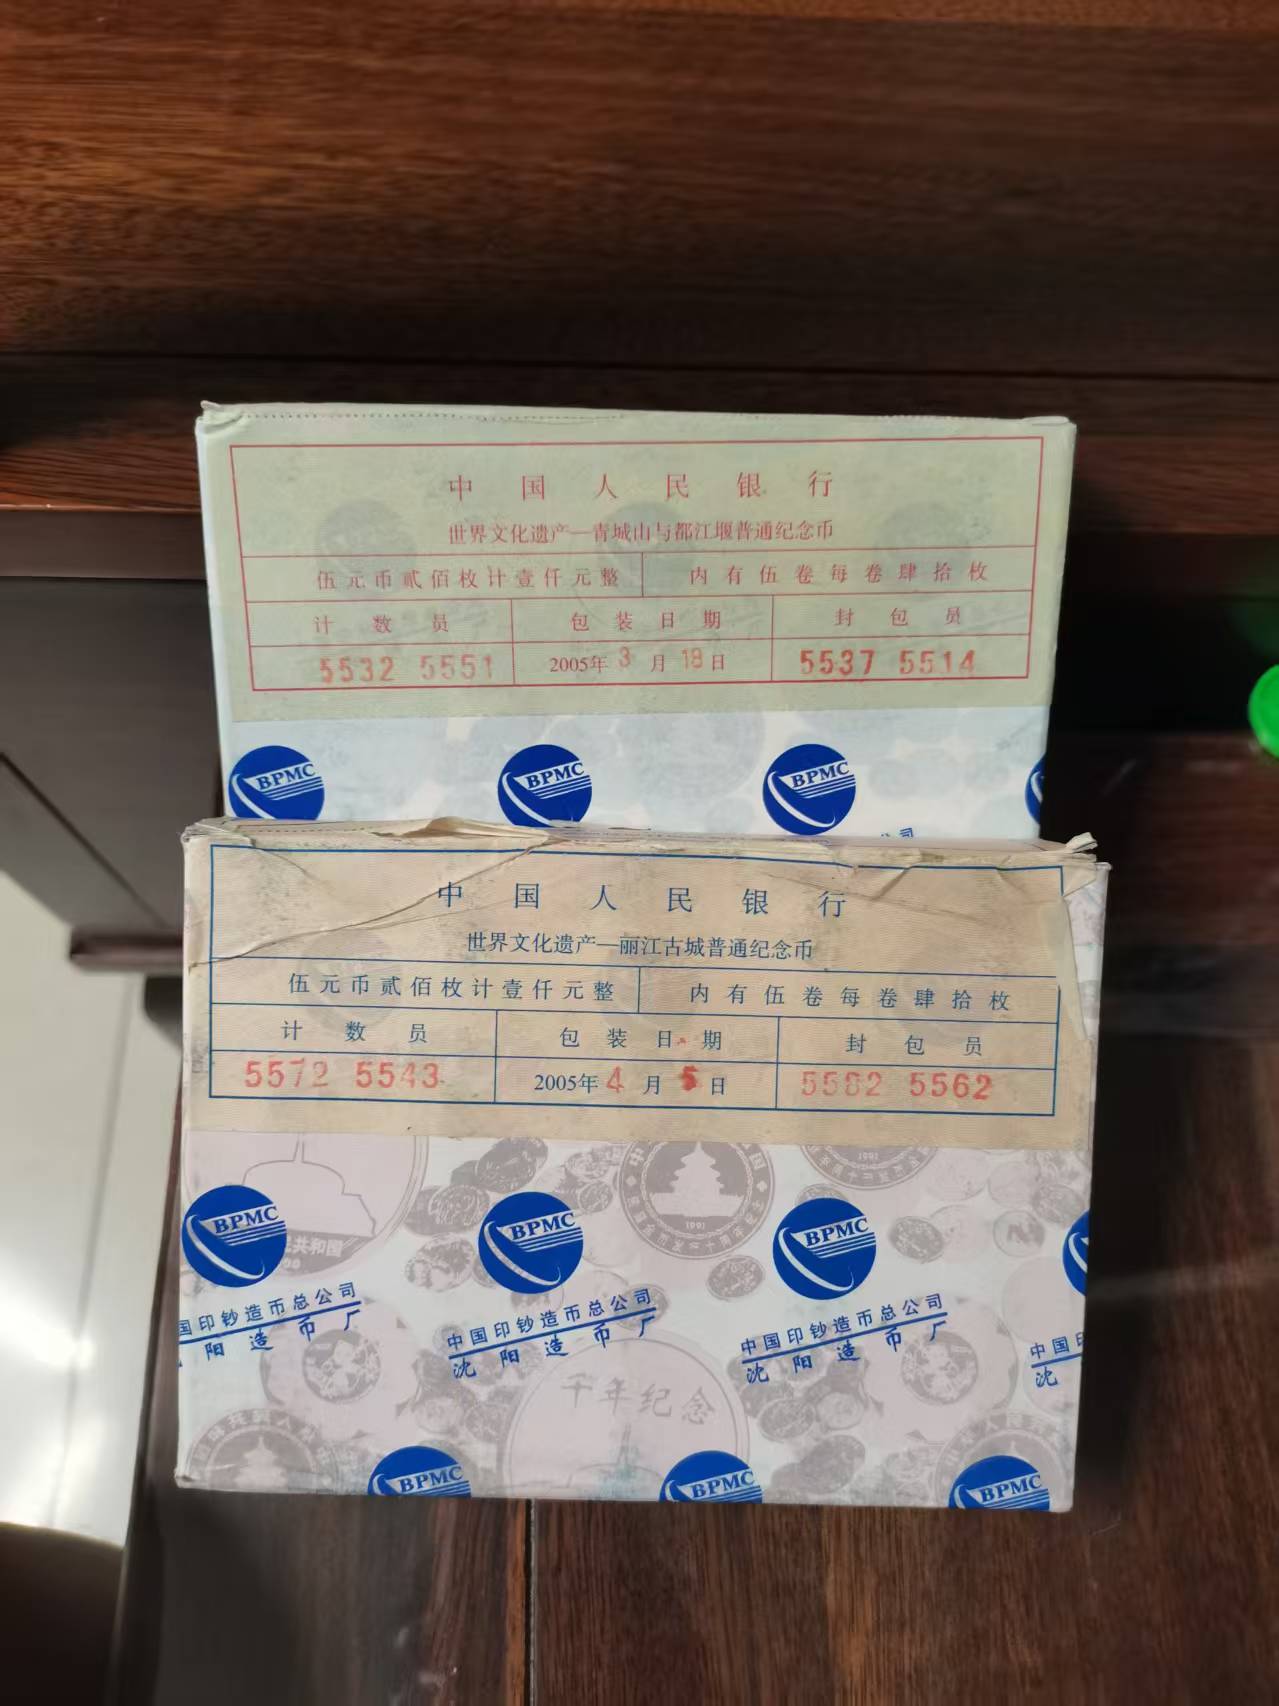 中国人民银行
世界文化遗产—青城山与都江堰普通纪念币
伍元币贰佰枚计壹仟元整 内有伍卷每卷肆拾枚
计数员 包装日期 封包员
5532 5551 2005年3月18日 5537 5514
BPMC BPMC BPMC
公司
中国人民银行
世界文化遗产—丽江古城普通纪念币
伍元币贰佰枚计壹仟元整 内有伍卷每卷肆拾枚
计数员 包装日期 封包员
5572 5543 2005年4月5日 5582 5562
BPMC BPMC BPMC
共和国
1991
国印钞造币总公司 中国印钞造币总公司 中国印钞造币总公司 中国
阳造币厂 沈阳造币厂 沈阳造币厂 沈
千年纪念
BPMC BPMC BPMC